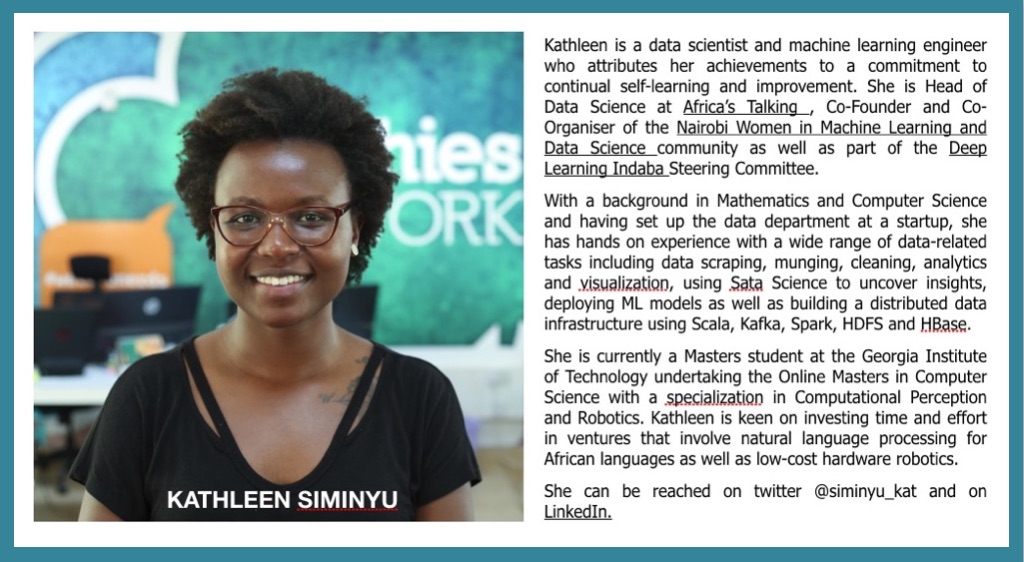 hies
ORK
KATHLEEN SIMINYU
Kathleen is a data scientist and machine learning engineer
who attributes her achievements to a commitment to
continual self-learning and improvement. She is Head of
Data Science at Africa's Talking , Co-Founder and Co-
Organiser of the Nairobi Women in Machine Learning and
Data Science community as well as part of the Deep
Learning Indaba Steering Committee.
With a background in Mathematics and Computer Science
and having set up the data department at a startup, she
has hands on experience with a wide range of data-related
tasks including data scraping, munging, cleaning, analytics
and visualization, using Sata Science to uncover insights,
deploying ML models as well as building a distributed data
infrastructure using Scala, Kafka, Spark, HDFS and HBase.
She is currently a Masters student at the Georgia Institute
of Technology undertaking the Online Masters in Computer
Science with a specialization in Computational Perception
and Robotics. Kathleen is keen on investing time and effort
in ventures that involve natural language processing for
African languages as well as low-cost hardware robotics.
She can be reached on twitter @siminyu_kat and on
LinkedIn.